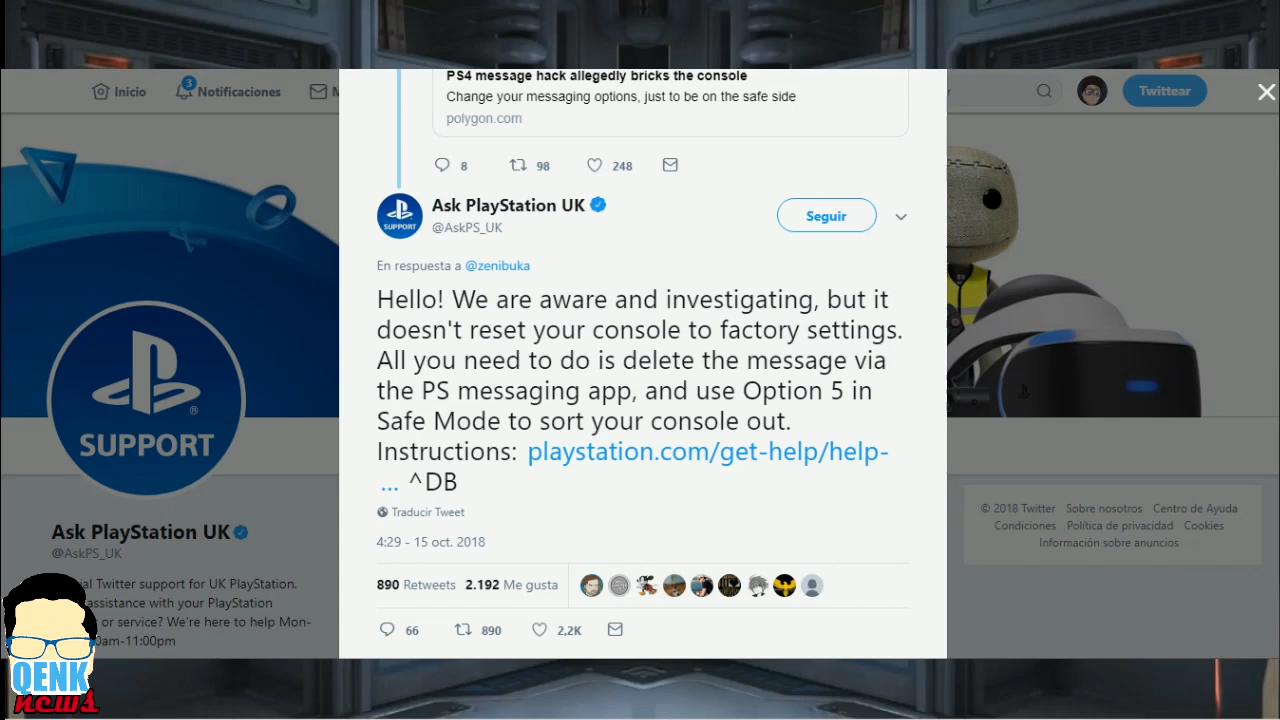 PS4 message hack allegedly bricks the console
Change your messaging options, just to be on the safe side
polygon.com
Inicio
3
Notificaciones
M
Twittear
8
98
248
Ask PlayStation UK
@AskPS_UK
Seguir
SUPPORT
En respuesta a @zenibuka
Hello! We are aware and investigating, but it
doesn't reset your console to factory settings.
All you need to do is delete the message via
the PS messaging app, and use Option 5 in
Safe Mode to sort your console out.
Instructions: playstation.com/get-help/help-
… ^DB
Traducir Tweet
4:29 - 15 oct. 2018
890 Retweets 2.192 Me gusta
66
890
2,2K
®
SUPPORT
Ask PlayStation UK
@AskPS_UK
ial Twitter support for UK PlayStation.
assistance with your PlayStation
or service? We're here to help Mon-
0am-11:00pm
© 2018 Twitter Sobre nosotros Centro de Ayuda
Condiciones Política de privacidad Cookies
Información sobre anuncios
QENK
news